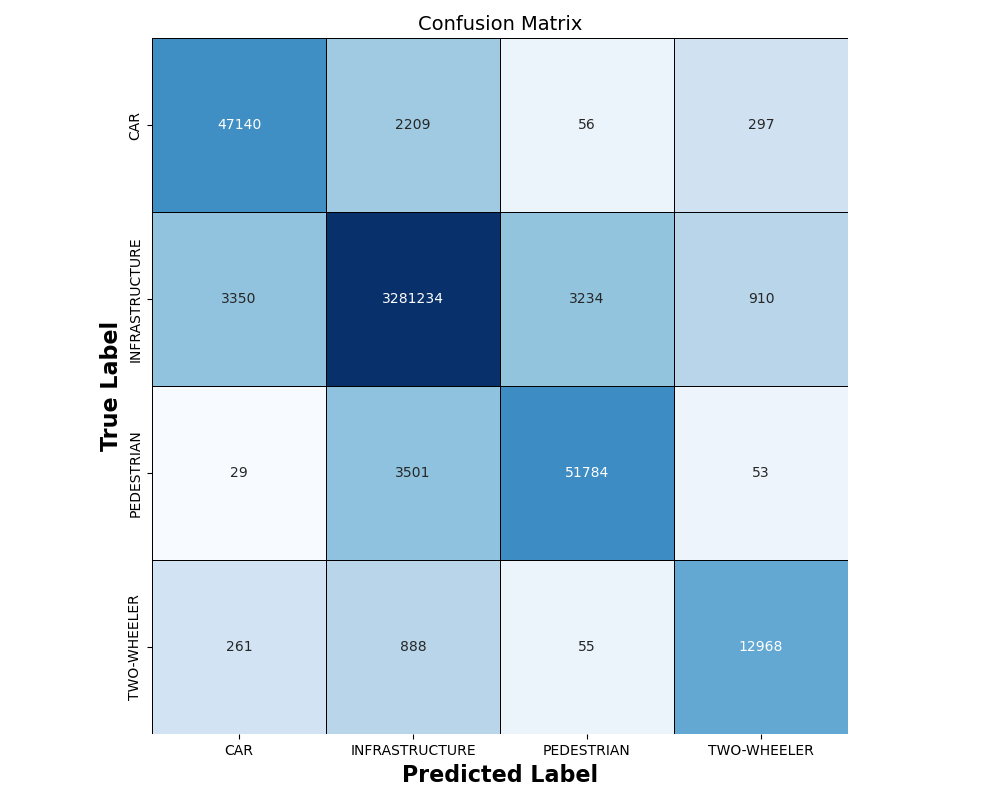 Confusion Matrix
True Label
CAR
47140
2209
56
297
INFRASTRUCTURE
3350
3281234
3234
910
PEDESTRIAN
29
3501
51784
53
TWO-WHEELER
261
888
55
12968
CAR
INFRASTRUCTURE
PEDESTRIAN
TWO-WHEELER
Predicted Label